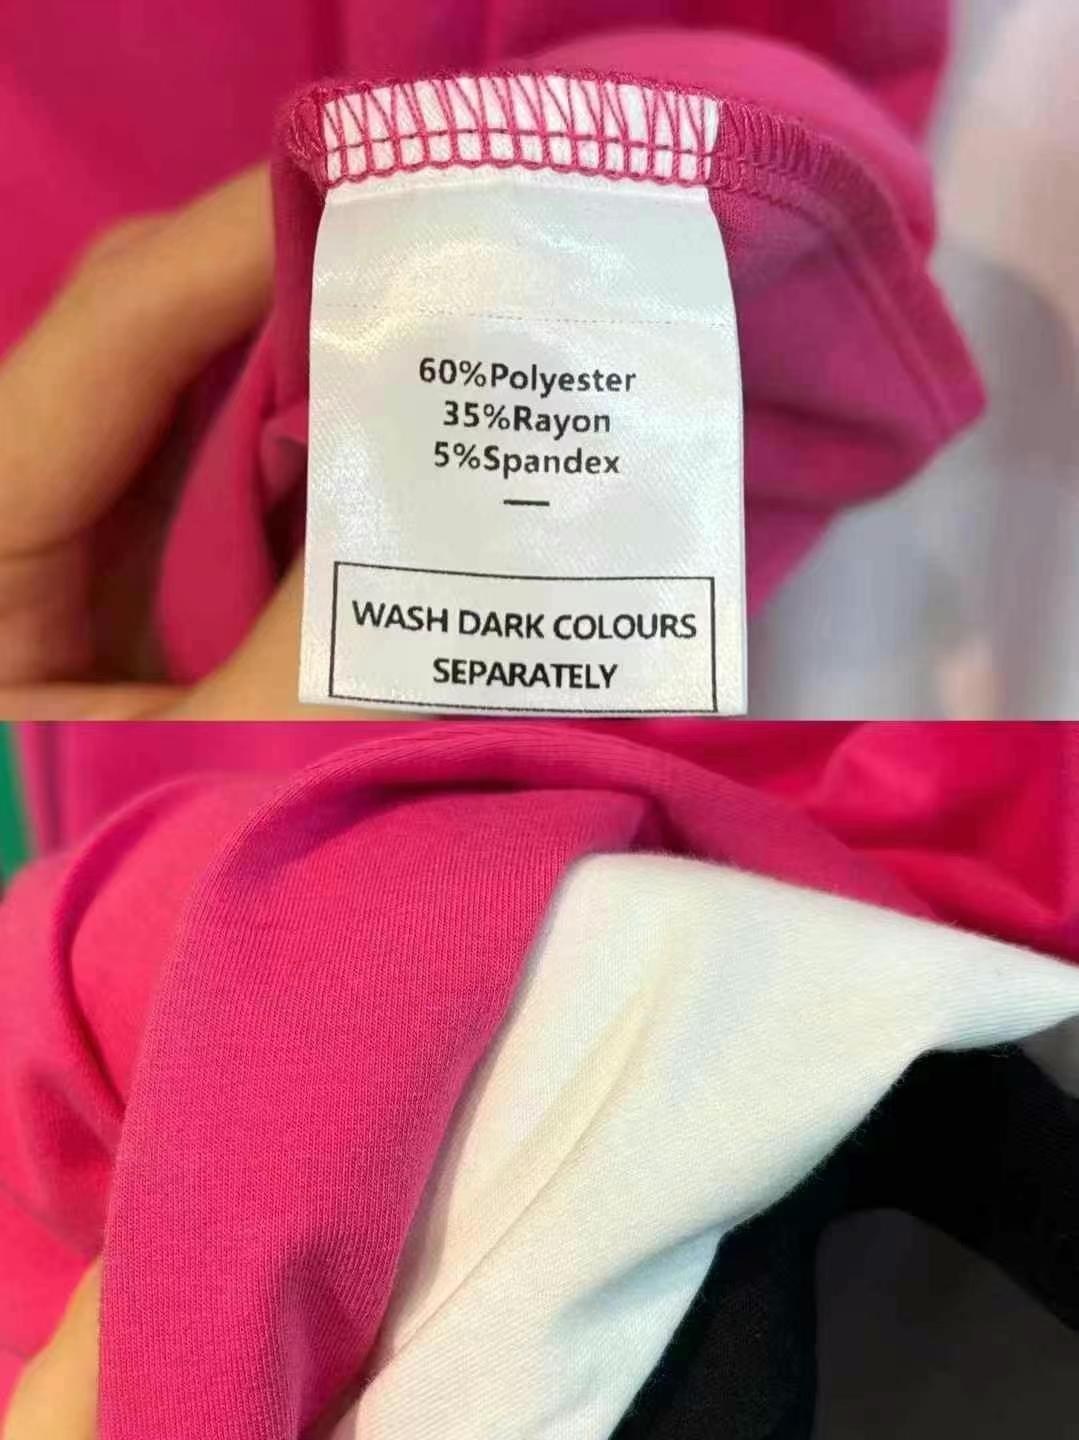 60%Polyester
35%Rayon
5%Spandex
WASH DARK COLOURS
SEPARATELY